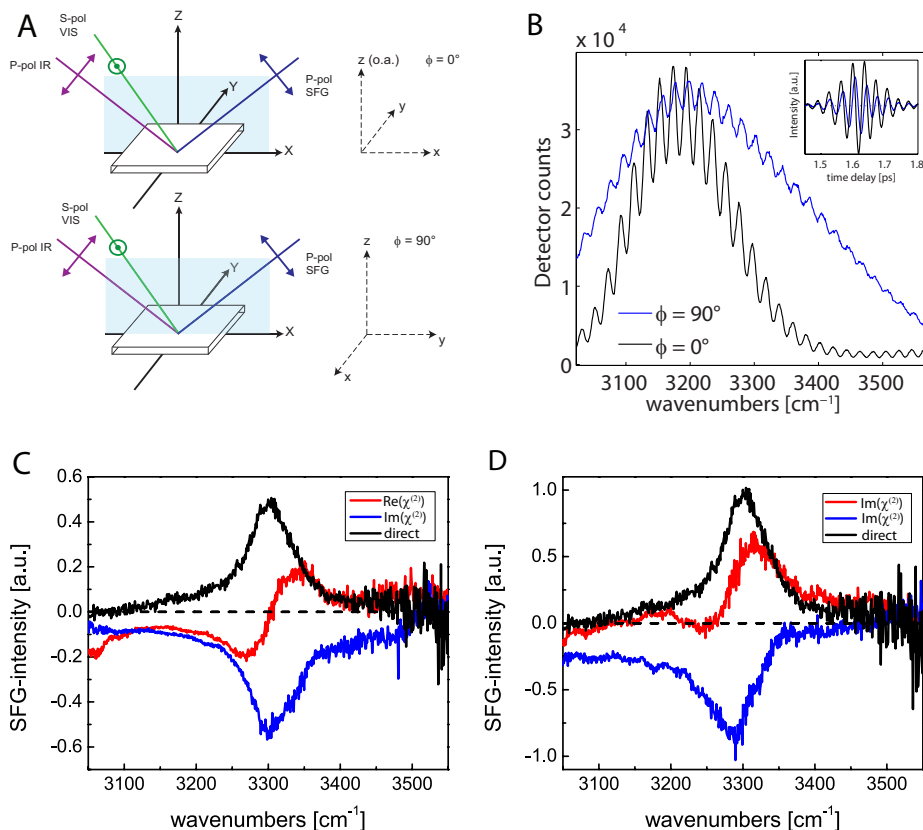 A
S-pol
VIS
P-pol IR
Z
Y
X
P-pol
SFG
z (o.a.)
ϕ = 0°
y
x
S-pol
VIS
P-pol IR
Z
Y
X
P-pol
SFG
z
ϕ = 90°
y
x
B
x 10⁴
Detector counts
4
3
2
1
0
3100 3200 3300 3400 3500
wavenumbers [cm⁻¹]
ϕ = 90°
ϕ = 0°
Intensity [a.u.]
1.5 1.6 1.7 1.8
time delay [ps]
C
SFG-intensity [a.u.]
0.6
0.4
0.2
0.0
-0.2
-0.4
-0.6
3100 3200 3300 3400 3500
wavenumbers [cm⁻¹]
Re(χ⁽²⁾)
Im(χ⁽²⁾)
direct
D
SFG-intensity [a.u.]
1.0
0.5
0.0
-0.5
-1.0
3100 3200 3300 3400 3500
wavenumbers [cm⁻¹]
Im(χ⁽²⁾)
Im(χ⁽²⁾)
direct